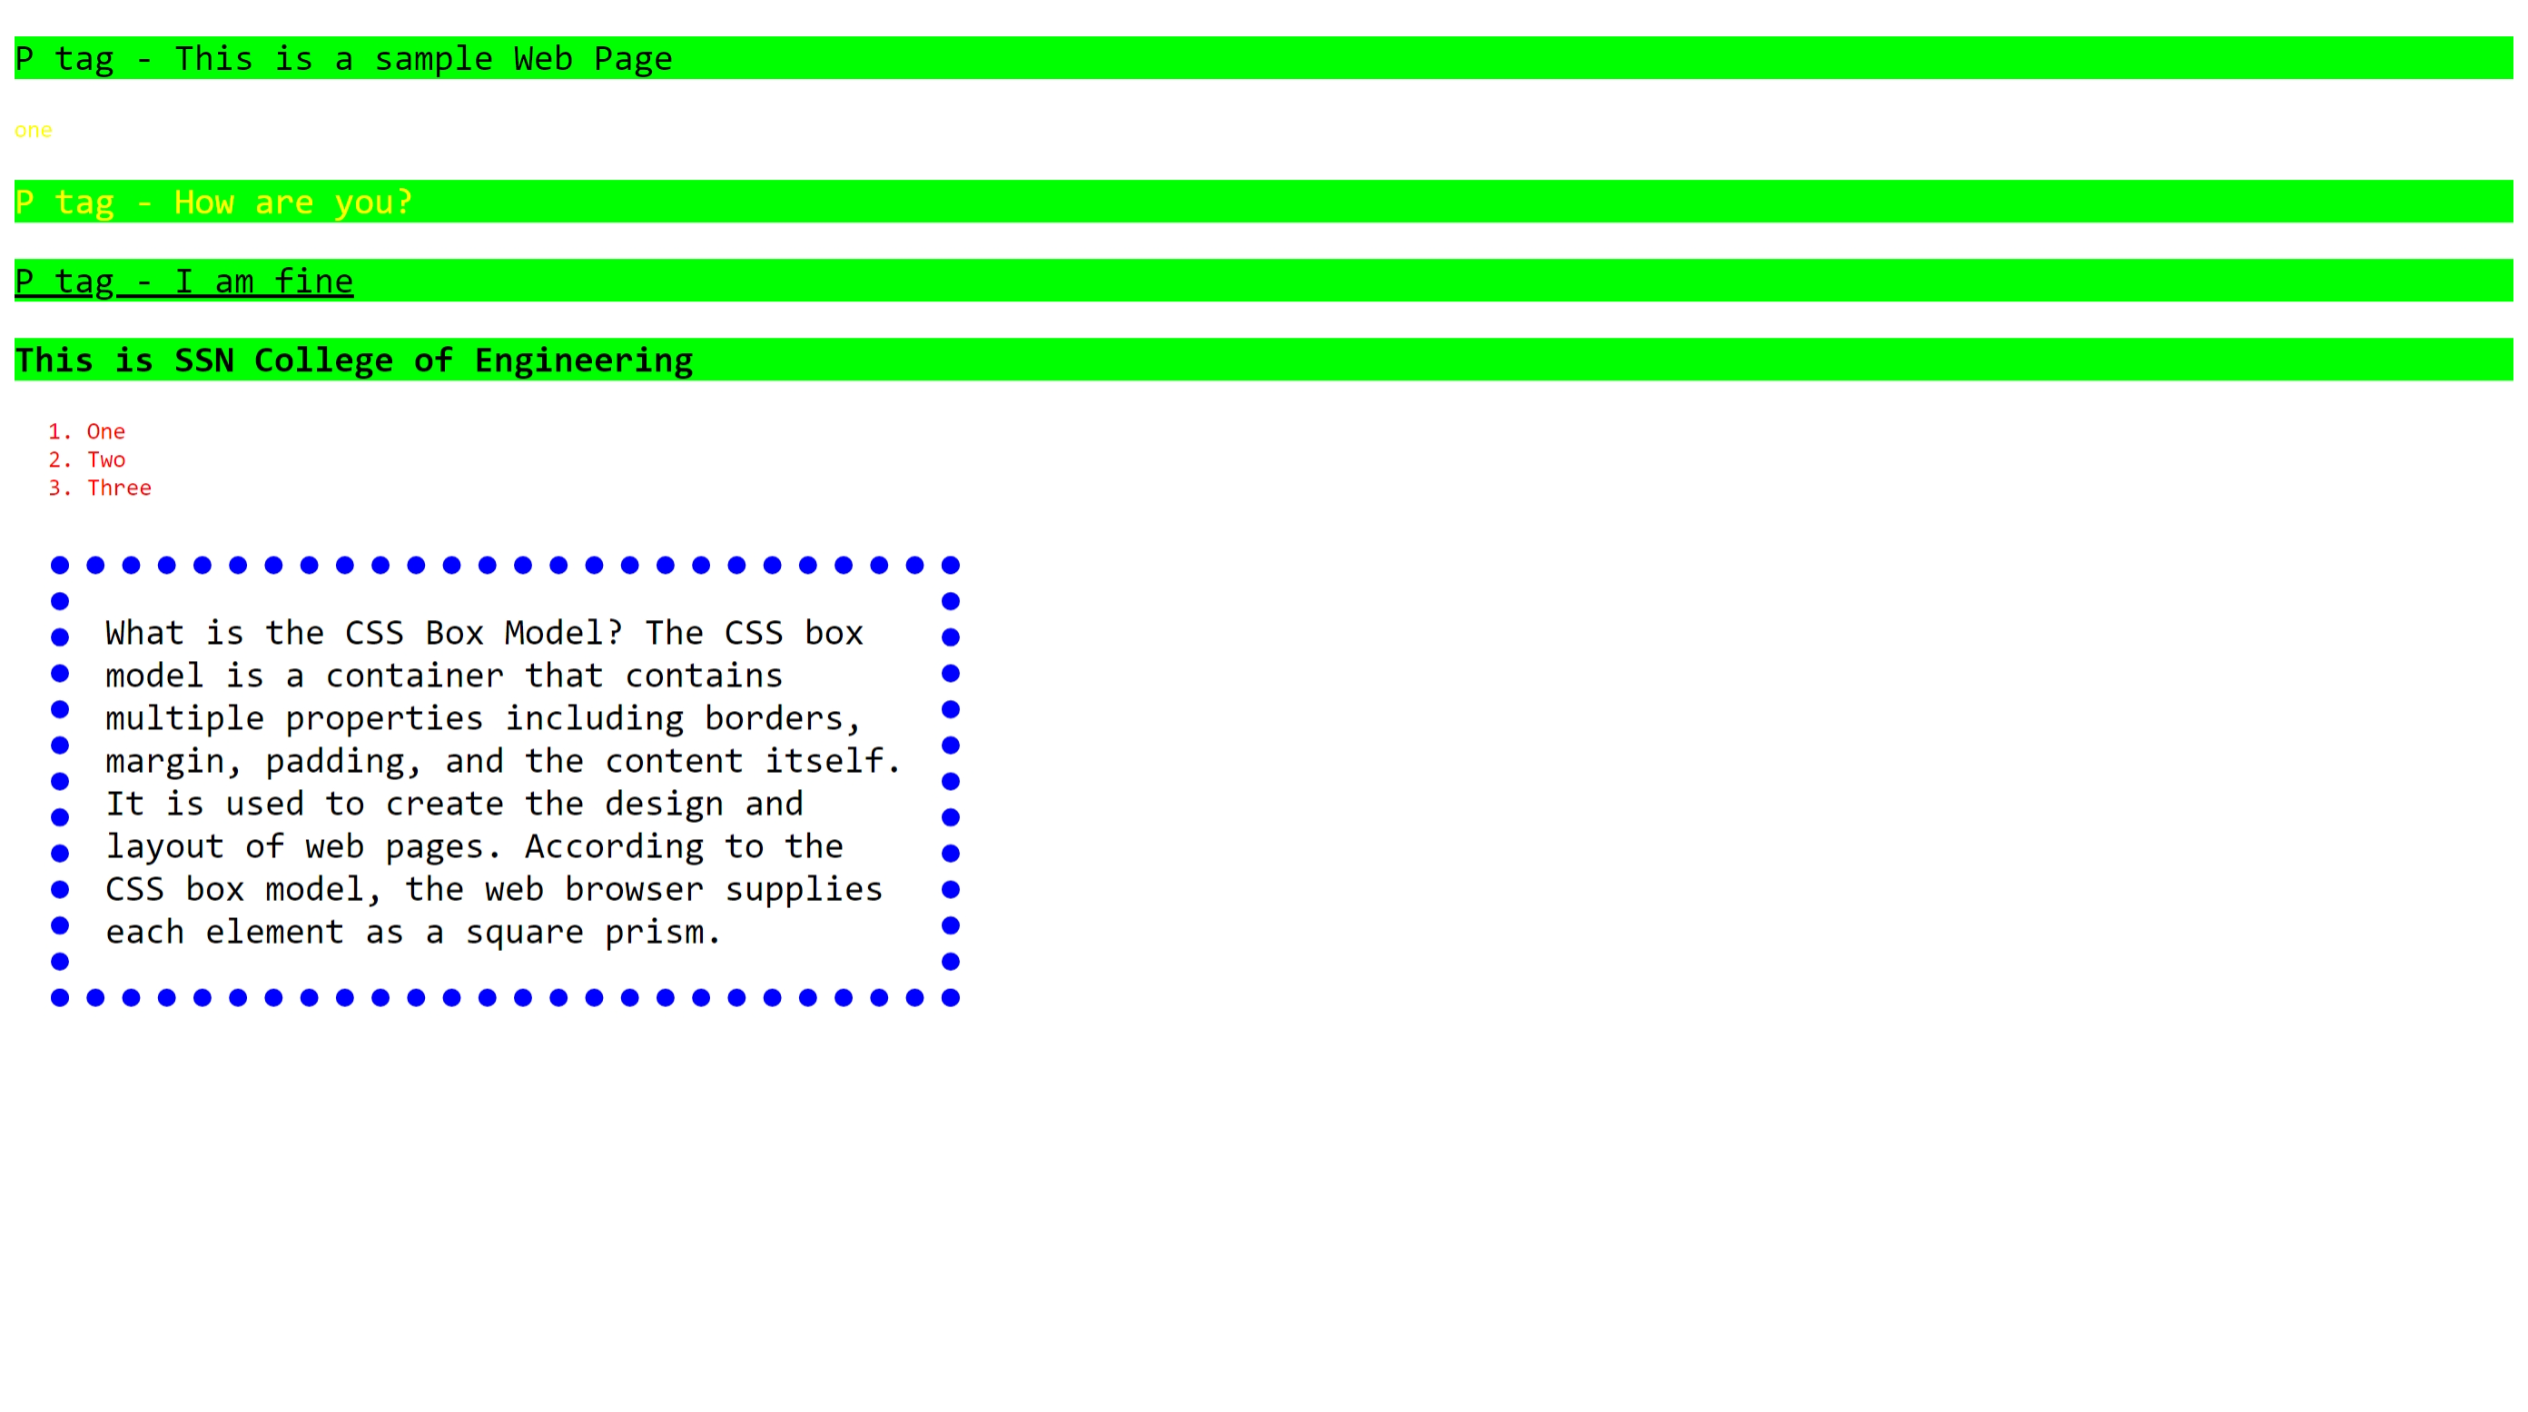 P tag - This is a sample Web Page
one
P tag - How are you?
P tag - I am fine
This is SSN College of Engineering
1. One
2. Two
3. Three
What is the CSS Box Model? The CSS box
model is a container that contains
multiple properties including borders,
margin, padding, and the content itself.
It is used to create the design and
layout of web pages. According to the
CSS box model, the web browser supplies
each element as a square prism.